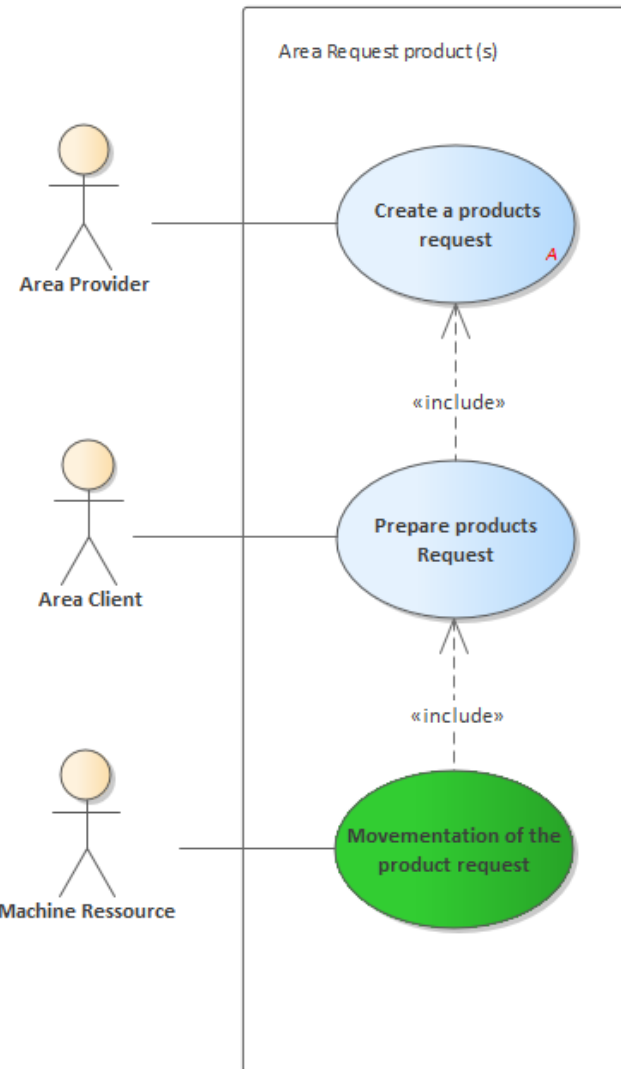 Area Request product(s)
Create a products
request
A
Area Provider
«include»
Prepare products
Request
Area Client
«include»
Movementation of the
product request
Machine Ressource